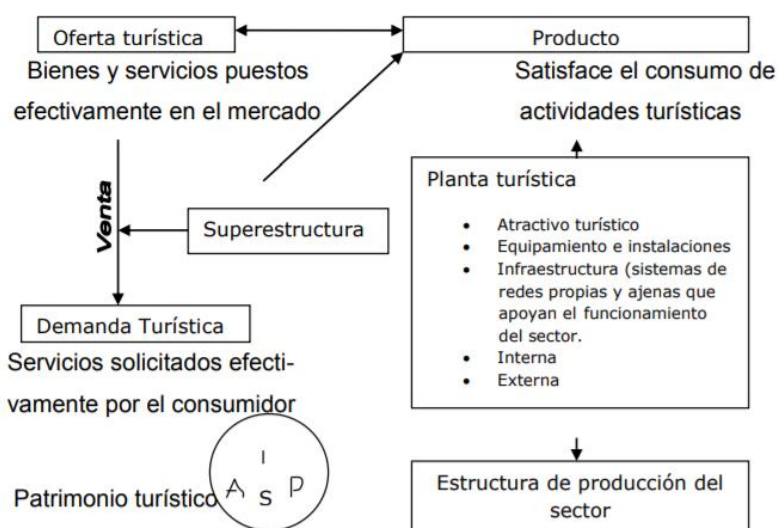 Oferta turística
Producto
Bienes y servicios puestos
efectivamente en el mercado
Satisface el consumo de
actividades turísticas
Venta
Superestructura
Planta turística
• Atractivo turístico
• Equipamiento e instalaciones
• Infraestructura (sistemas de
redes propias y ajenas que
apoyan el funcionamiento
del sector.
• Interna
• Externa
Demanda Turística
Servicios solicitados efecti-
vamente por el consumidor
Patrimonio turístico
I
A S P
Estructura de producción del
sector